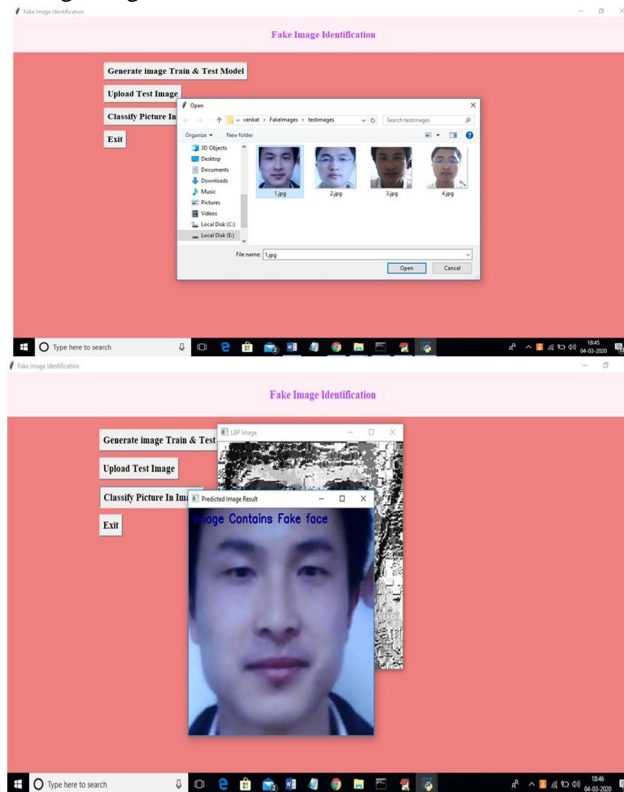 Fake Image Identification
Fake Image Identification
Generate image Train & Test Model
Upload Test Image
Classify Picture In
Exit
Open
venkat > FakeImages > testimages
Search testimages
Organize
New folder
3D Objects
Desktop
Documents
Downloads
Music
Pictures
Videos
Local Disk (C:)
Local Disk (E:)
1.jpg
2.jpg
3.jpg
4.jpg
File name: 1.jpg
Open
Cancel
Type here to search
18:45
04-03-2020
Fake Image Identification
Fake Image Identification
Generate image Train & Test
Upload Test Image
Classify Picture In Im
Exit
LBP Image
Predicted Image Result
Image Contains Fake face
Type here to search
18:46
04-03-2020